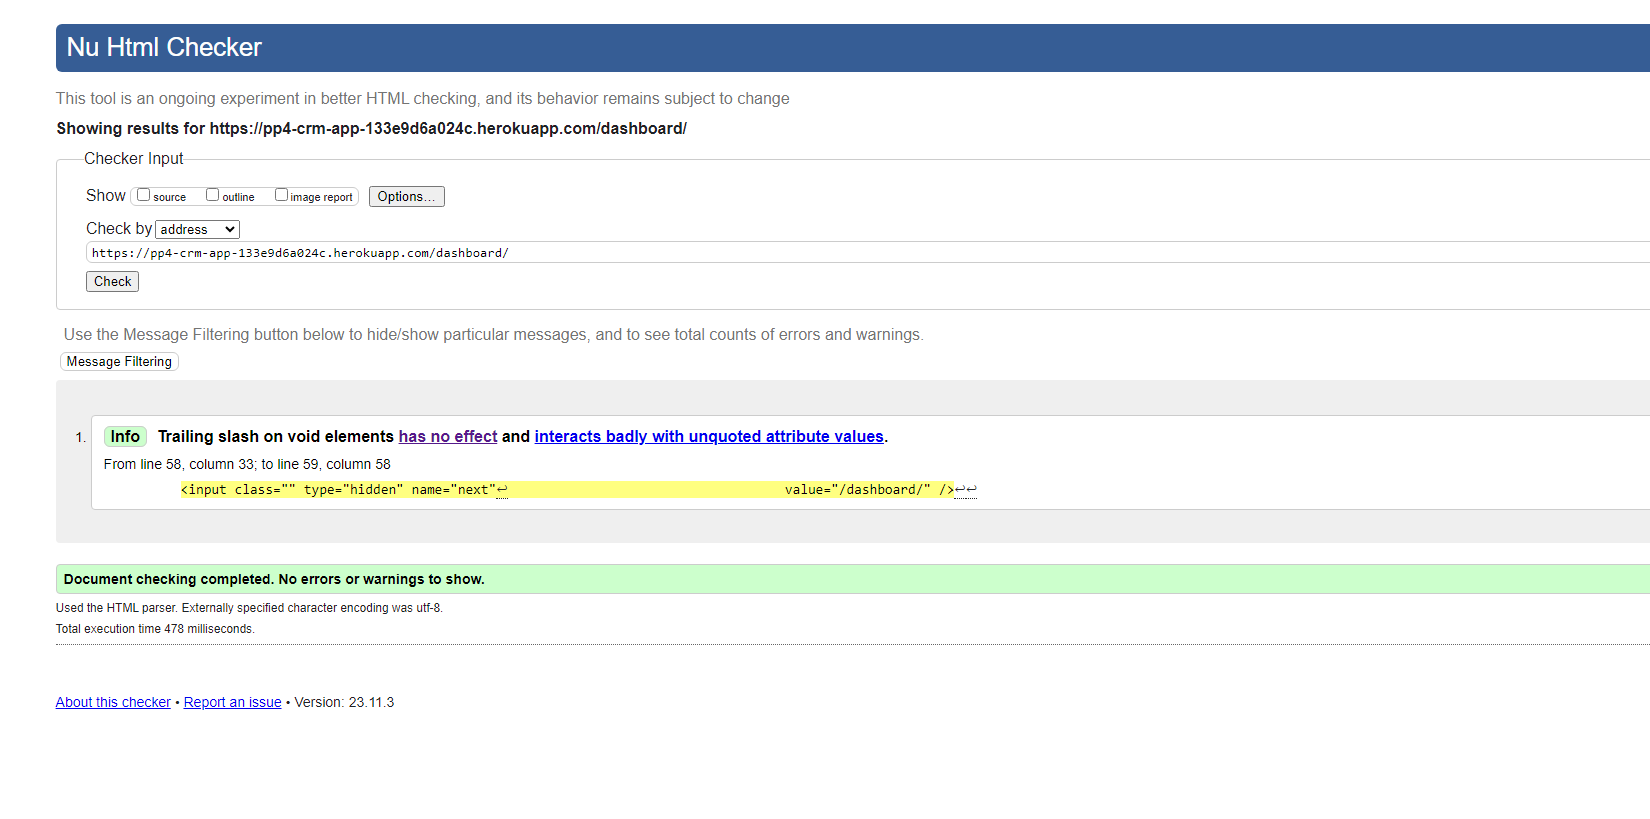 Nu Html Checker
This tool is an ongoing experiment in better HTML checking, and its behavior remains subject to change
Showing results for https://pp4-crm-app-133e9d6a024c.herokuapp.com/dashboard/
Checker Input
Show source outline image report Options...
Check by address
https://pp4-crm-app-133e9d6a024c.herokuapp.com/dashboard/
Check
Use the Message Filtering button below to hide/show particular messages, and to see total counts of errors and warnings.
Message Filtering
1. Info Trailing slash on void elements has no effect and interacts badly with unquoted attribute values.
From line 58, column 33; to line 59, column 58
<input class="" type="hidden" name="next"↩ value="/dashboard/" />↩↩
Document checking completed. No errors or warnings to show.
Used the HTML parser. Externally specified character encoding was utf-8.
Total execution time 478 milliseconds.
About this checker • Report an issue • Version: 23.11.3